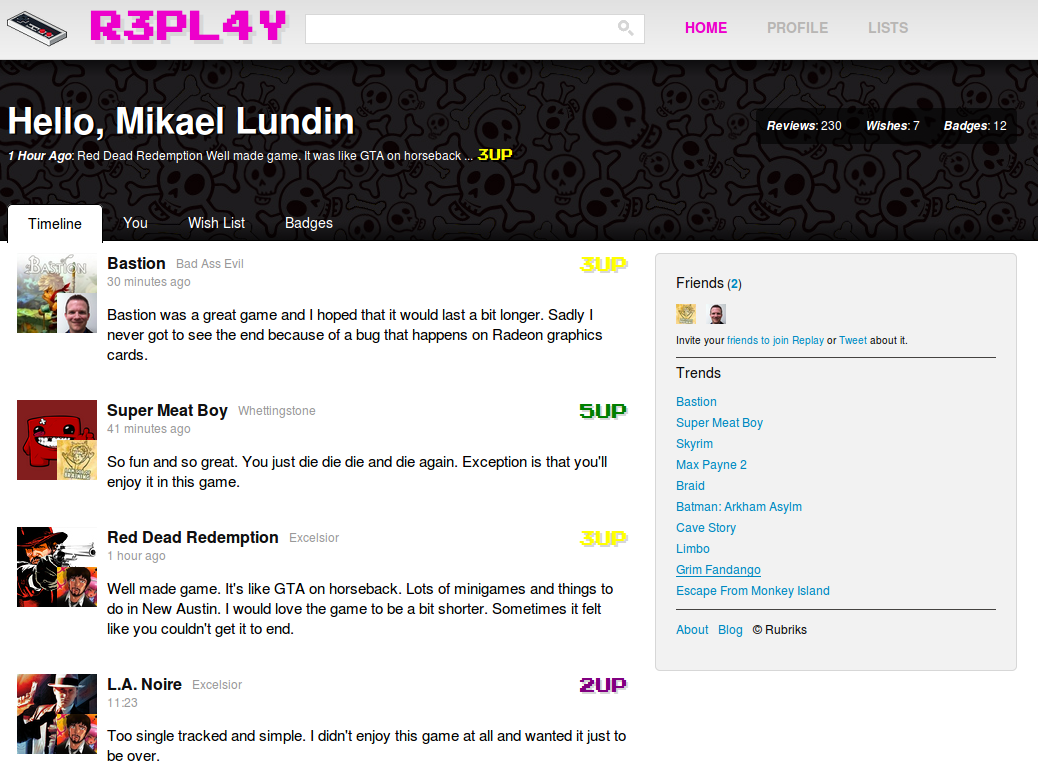 R3PL4Y
HOME PROFILE LISTS
Hello, Mikael Lundin
1 Hour Ago: Red Dead Redemption Well made game. It was like GTA on horseback ... 3UP
Reviews: 230 Wishes: 7 Badges: 12
Timeline You Wish List Badges
BASTION
Bastion Bad Ass Evil 3UP
30 minutes ago
Bastion was a great game and I hoped that it would last a bit longer. Sadly I
never got to see the end because of a bug that happens on Radeon graphics
cards.
Super Meat Boy Whettingstone 5UP
41 minutes ago
So fun and so great. You just die die die and die again. Exception is that you'll
enjoy it in this game.
Red Dead Redemption Excelsior 3UP
1 hour ago
Well made game. It's like GTA on horseback. Lots of minigames and things to
do in New Austin. I would love the game to be a bit shorter. Sometimes it felt
like you couldn't get it to end.
L.A. Noire Excelsior 2UP
11:23
Too single tracked and simple. I didn't enjoy this game at all and wanted it just to
be over.
Friends (2)
Invite your friends to join Replay or Tweet about it.
Trends
Bastion
Super Meat Boy
Skyrim
Max Payne 2
Braid
Batman: Arkham Asylm
Cave Story
Limbo
Grim Fandango
Escape From Monkey Island
About Blog © Rubriks